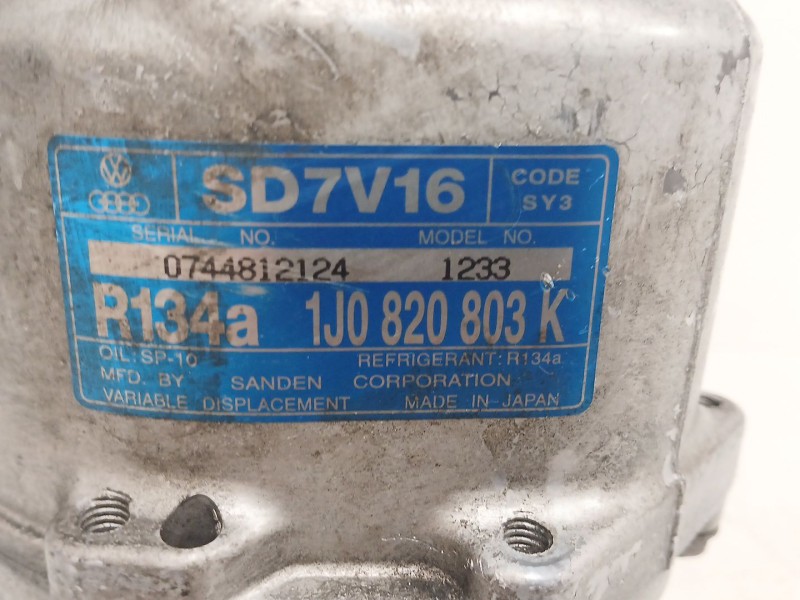 SD7V16 CODE
SY3
SERIAL NO. MODEL NO.
0744812124 1233
R134a 1J0 820 803 K
OIL: SP-10 REFRIGERANT: R134a
MFD. BY SANDEN CORPORATION
VARIABLE DISPLACEMENT MADE IN JAPAN